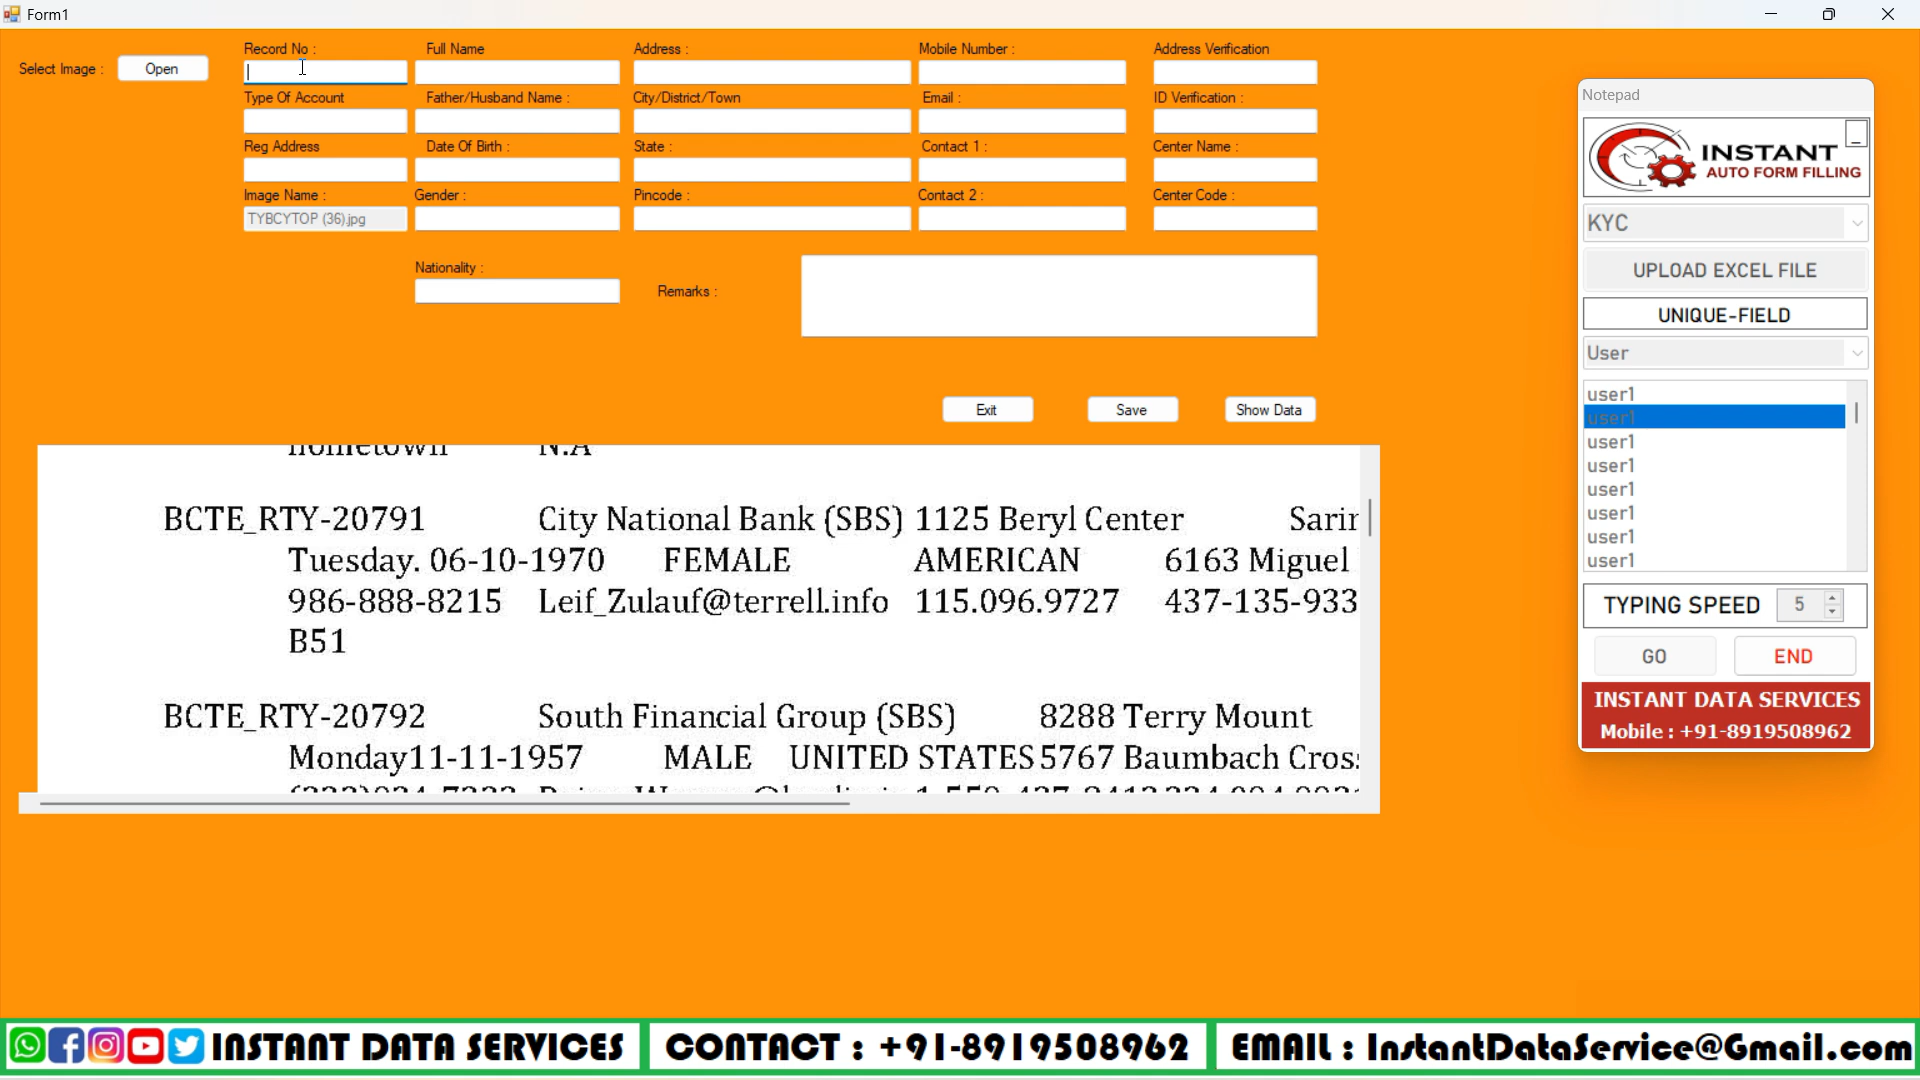 Form1
Select Image :
Open
Record No :
Full Name
Address :
Mobile Number :
Address Verification
Type Of Account
Father/Husband Name :
City/District/Town
Email :
ID Verification :
Reg Address
Date Of Birth :
State :
Contact 1 :
Center Name :
Image Name :
Gender :
Pincode :
Contact 2 :
Center Code :
TYBCYTOP (36).jpg
Nationality :
Remarks :
Exit
Save
Show Data
hometown N.A
BCTE_RTY-20791 City National Bank (SBS) 1125 Beryl Center
Tuesday. 06-10-1970 FEMALE AMERICAN 6163 Miguel
986-888-8215 Leif_Zulauf@terrell.info 115.096.9727 437-135-933
B51
BCTE_RTY-20792 South Financial Group (SBS) 8288 Terry Mount
Monday11-11-1957 MALE UNITED STATES 5767 Baumbach
Notepad
INSTANT
AUTO FORM FILLING
KYC
UPLOAD EXCEL FILE
UNIQUE-FIELD
User
user1
user1
user1
user1
user1
user1
user1
user1
TYPING SPEED 5
GO
END
INSTANT DATA SERVICES
Mobile : +91-8919508962
INSTANT DATA SERVICES
CONTACT : +91-8919508962
EMAIL : InstantDataService@Gmail.com